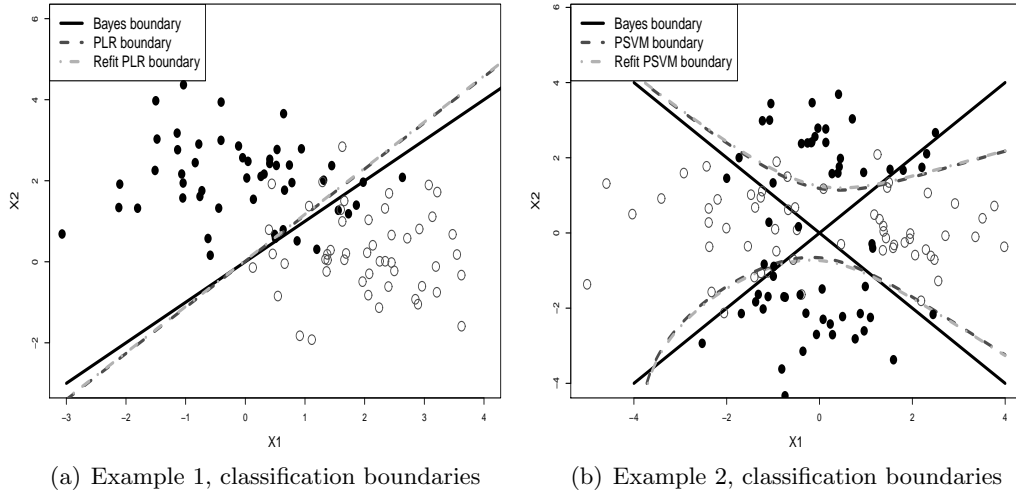 Bayes boundary
PLR boundary
Refit PLR boundary
6
4
2
0
−2
X2
−3
−2
−1
0
1
2
3
4
X1
(a) Example 1, classification boundaries
Bayes boundary
PSVM boundary
Refit PSVM boundary
6
4
2
0
−2
−4
X2
−4
−2
0
2
4
X1
(b) Example 2, classification boundaries